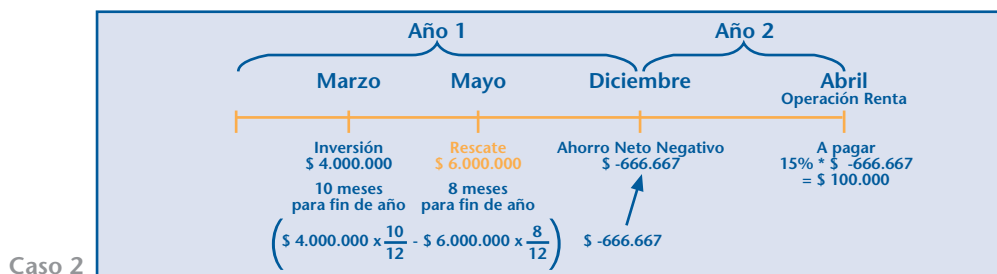 Año 1
Año 2
Marzo
Mayo
Diciembre
Abril
Operación Renta
Inversión
$ 4.000.000
Rescate
$ 6.000.000
Ahorro Neto Negativo
$ -666.667
A pagar
15% * $ -666.667
= $ 100.000
10 meses
para fin de año
8 meses
para fin de año
( $ 4.000.000 x 10/12 - $ 6.000.000 x 8/12 ) $ -666.667
Caso 2